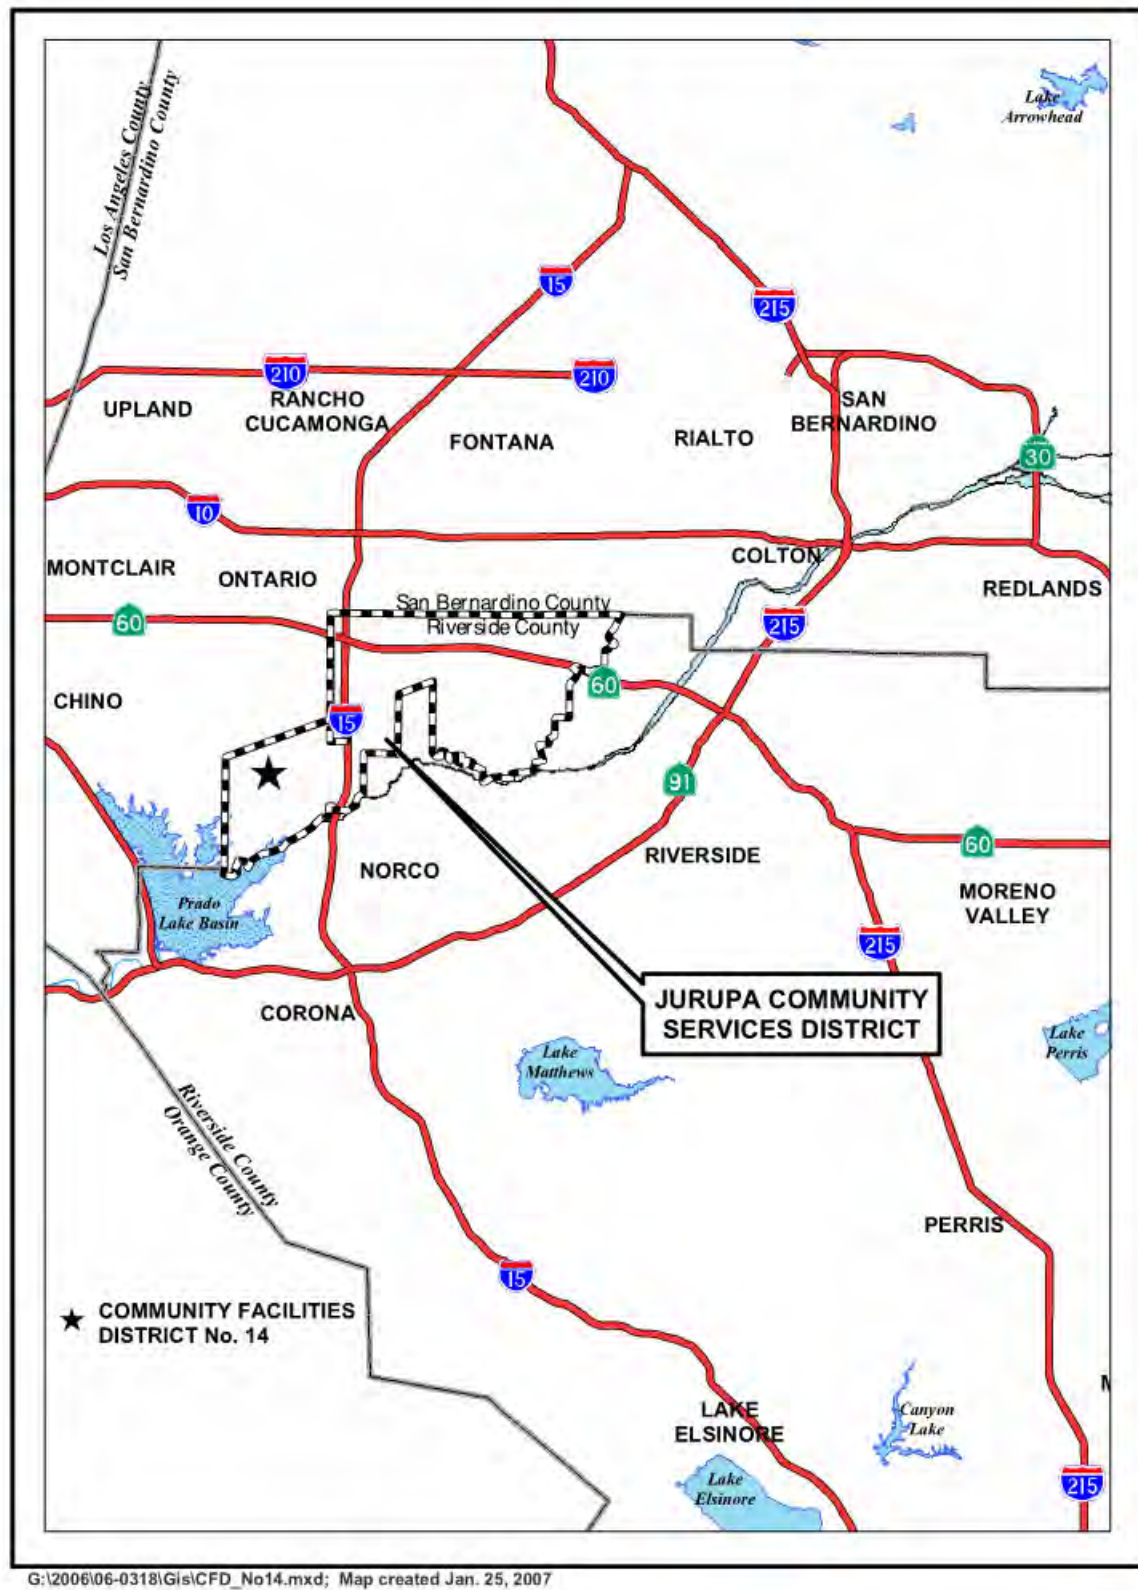 Los Angeles County
San Bernardino County
Lake
Arrowhead
15
215
210
210
UPLAND
RANCHO
CUCAMONGA
FONTANA
RIALTO
SAN
BERNARDINO
30
10
MONTCLAIR
ONTARIO
COLTON
REDLANDS
San Bernardino County
Riverside County
60
215
CHINO
60
15
91
NORCO
RIVERSIDE
60
MORENO
VALLEY
Prado
Lake Basin
215
JURUPA COMMUNITY
SERVICES DISTRICT
CORONA
Lake
Matthews
Lake
Perris
Riverside County
Orange County
PERRIS
15
COMMUNITY FACILITIES
DISTRICT No. 14
LAKE
ELSINORE
Canyon
Lake
Lake
Elsinore
215
G:\2006\06-0318\Gis\CFD_No14.mxd; Map created Jan. 25, 2007